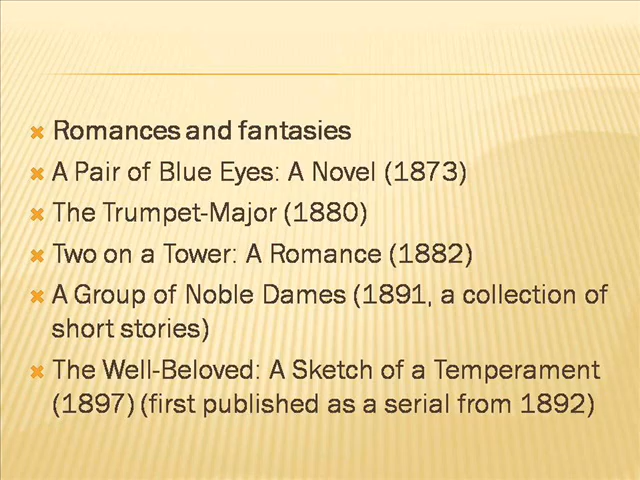 Romances and fantasies
A Pair of Blue Eyes: A Novel (1873)
The Trumpet-Major (1880)
Two on a Tower: A Romance (1882)
A Group of Noble Dames (1891, a collection of
short stories)
The Well-Beloved: A Sketch of a Temperament
(1897) (first published as a serial from 1892)